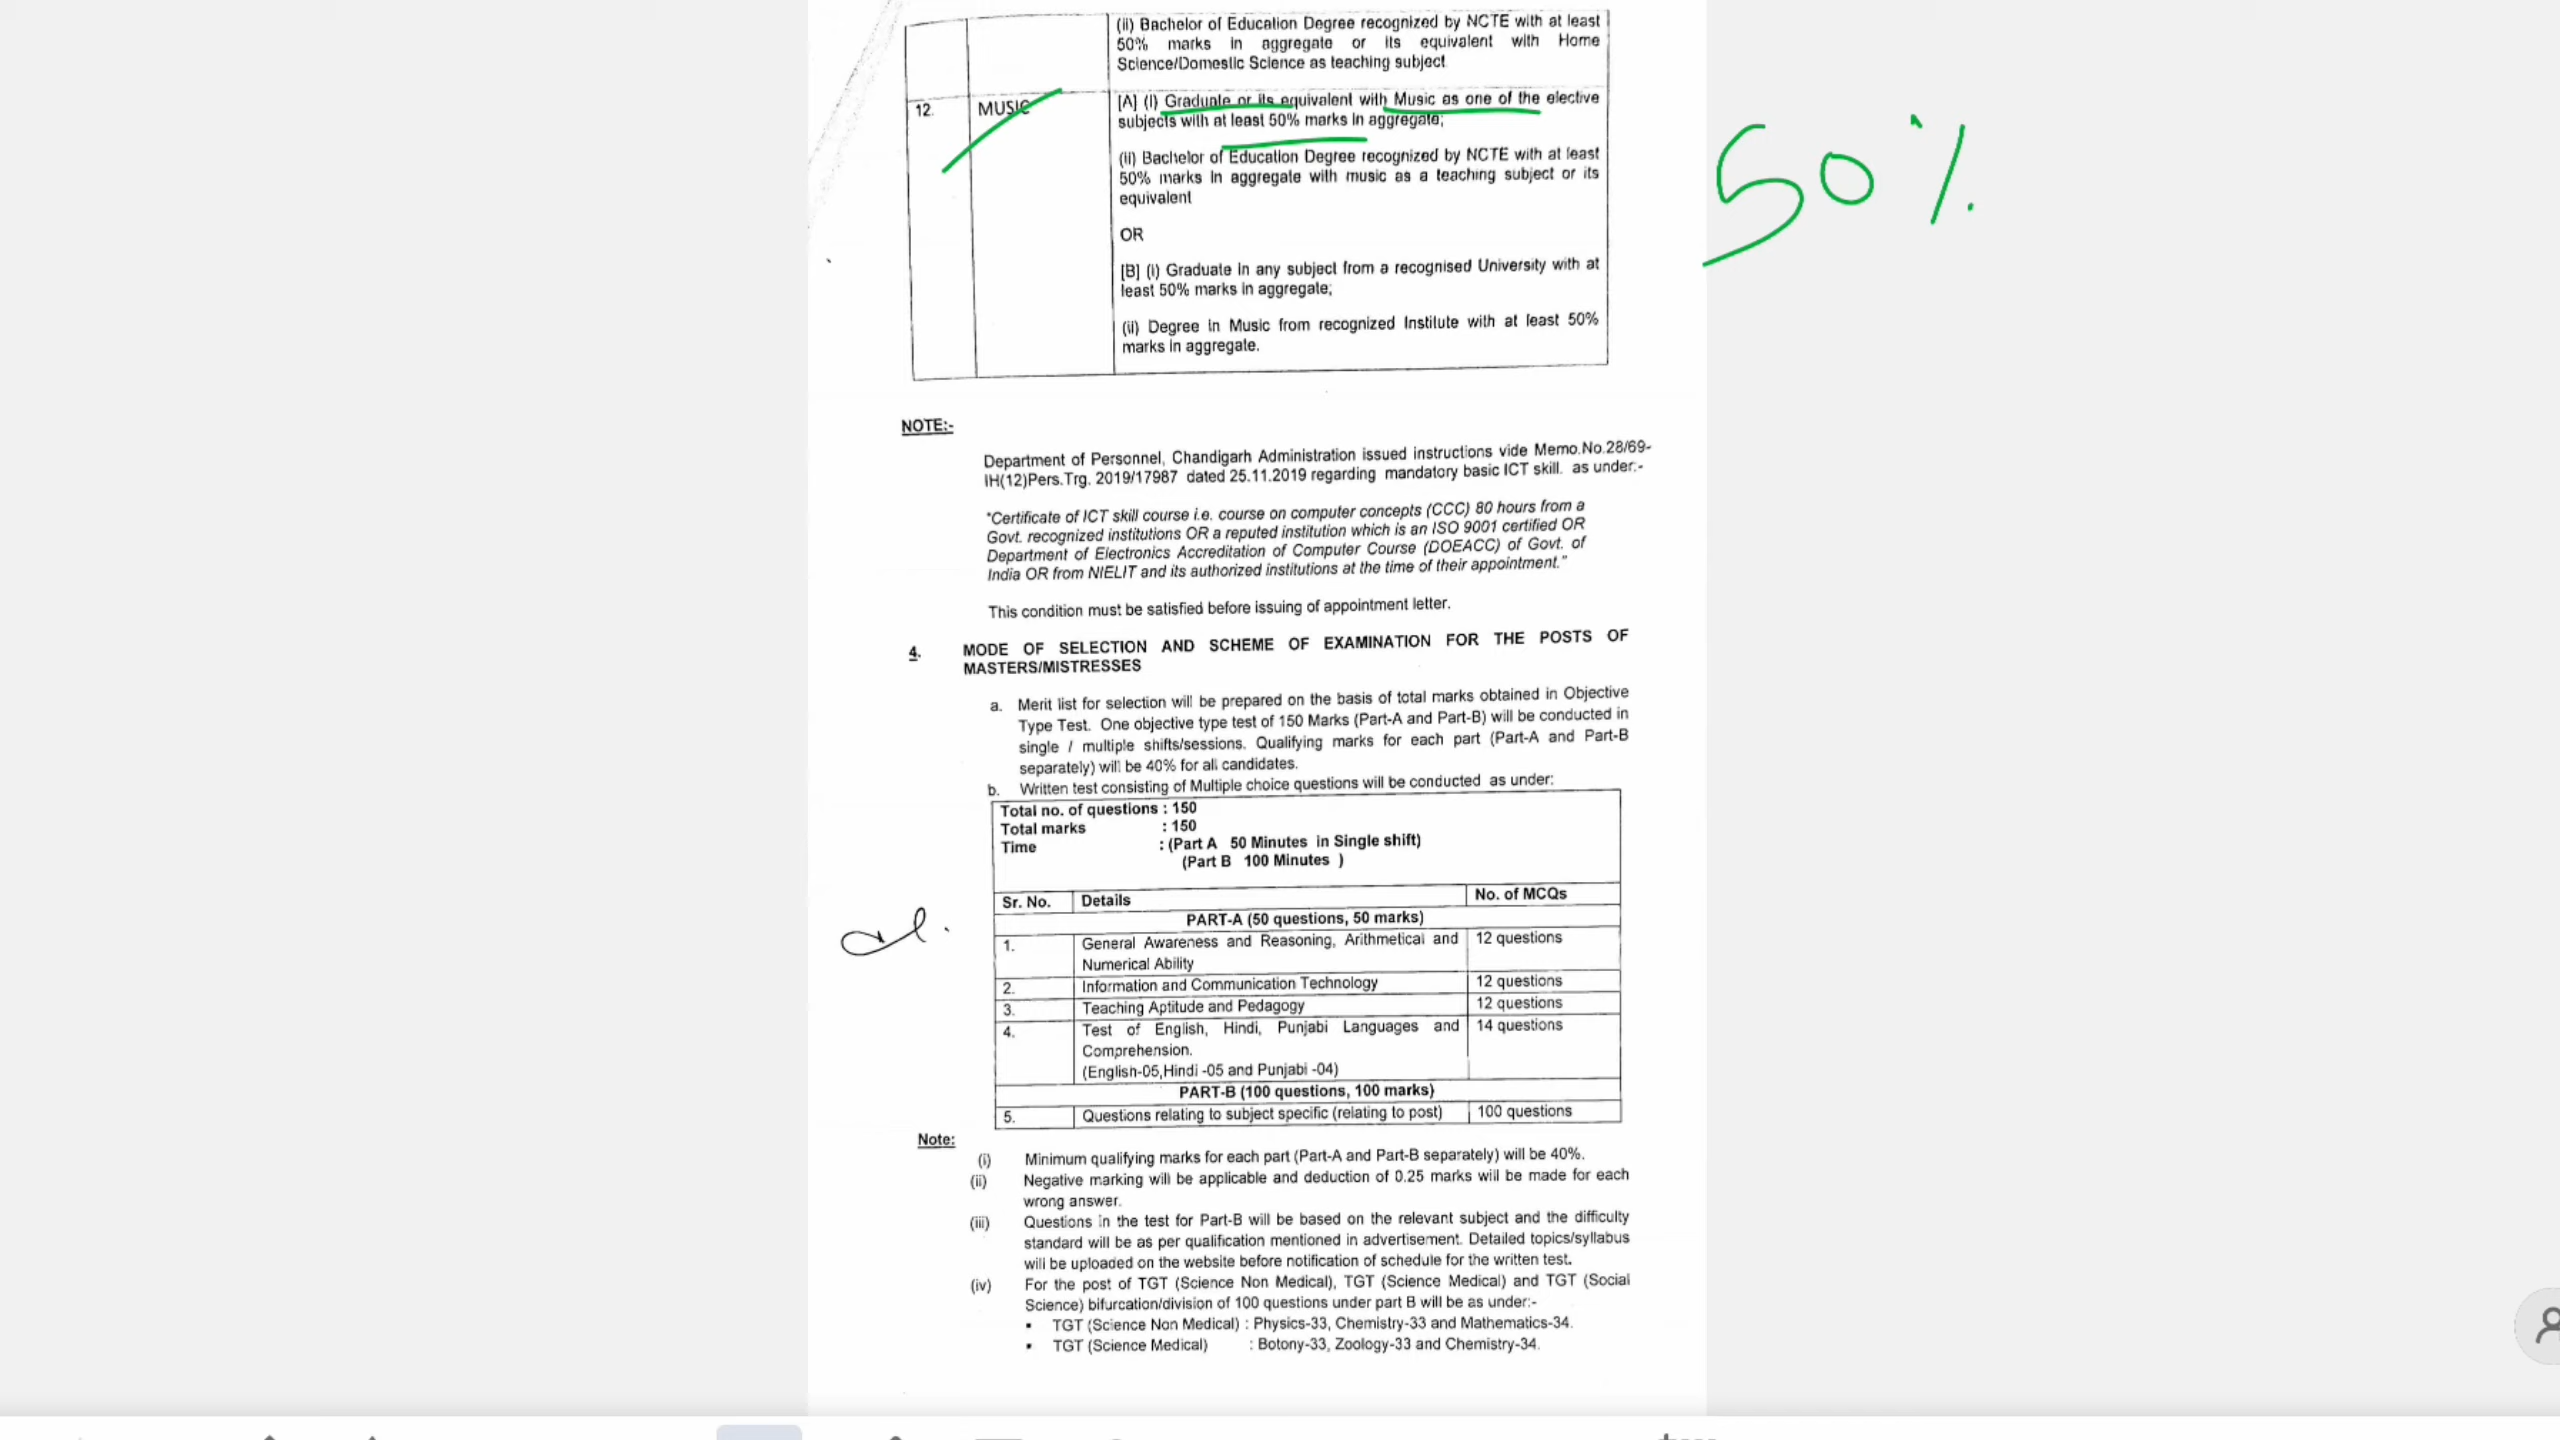 (ii) Bachelor of Education Degree recognized by NCTE with at least
50% marks in aggregate or its equivalent with Home
Science/Domestic Science as teaching subject
12. MUSIC [A] (i) Graduate or its equivalent with Music as one of the elective
subjects with at least 50% marks in aggregate;
50%
(ii) Bachelor of Education Degree recognized by NCTE with at least
50% marks in aggregate with music as a teaching subject or its
equivalent
OR
[B] (i) Graduate in any subject from a recognised University with at
least 50% marks in aggregate;
(ii) Degree in Music from recognized Institute with at least 50%
marks in aggregate.
NOTE:-
Department of Personnel, Chandigarh Administration issued instructions vide Memo.No.28/69-
IH(12)Pers.Trg. 2019/17987 dated 25.11.2019 regarding mandatory basic ICT skill. as under:-
"Certificate of ICT skill course i.e. course on computer concepts (CCC) 80 hours from a
Govt. recognized institutions OR a reputed institution which is an ISO 9001 certified OR
Department of Electronics Accreditation of Computer Course (DOEACC) of Govt. of
India OR from NIELIT and its authorized institutions at the time of their appointment."
This condition must be satisfied before issuing of appointment letter.
4. MODE OF SELECTION AND SCHEME OF EXAMINATION FOR THE POSTS OF
MASTERS/MISTRESSES
a. Merit list for selection will be prepared on the basis of total marks obtained in Objective
Type Test. One objective type test of 150 Marks (Part-A and Part-B) will be conducted in
single / multiple shifts/sessions. Qualifying marks for each part (Part-A and Part-B
separately) will be 40% for all candidates.
b. Written test consisting of Multiple choice questions will be conducted as under:
Total no. of questions : 150
Total marks : 150
Time : (Part A 50 Minutes in Single shift)
(Part B 100 Minutes )
Sr. No. Details No. of MCQs
PART-A (50 questions, 50 marks)
1. General Awareness and Reasoning, Arithmetical and 12 questions
Numerical Ability
2. Information and Communication Technology 12 questions
3. Teaching Aptitude and Pedagogy 12 questions
4. Test of English, Hindi, Punjabi Languages and 14 questions
Comprehension.
(English-05,Hindi -05 and Punjabi -04)
PART-B (100 questions, 100 marks)
5. Questions relating to subject specific (relating to post) 100 questions
Note:
(i) Minimum qualifying marks for each part (Part-A and Part-B separately) will be 40%.
(ii) Negative marking will be applicable and deduction of 0.25 marks will be made for each
wrong answer.
(iii) Questions in the test for Part-B will be based on the relevant subject and the difficulty
standard will be as per qualification mentioned in advertisement. Detailed topics/syllabus
will be uploaded on the website before notification of schedule for the written test.
(iv) For the post of TGT (Science Non Medical), TGT (Science Medical) and TGT (Social
Science) bifurcation/division of 100 questions under part B will be as under:-
▪ TGT (Science Non Medical) : Physics-33, Chemistry-33 and Mathematics-34.
▪ TGT (Science Medical) : Botony-33, Zoology-33 and Chemistry-34.